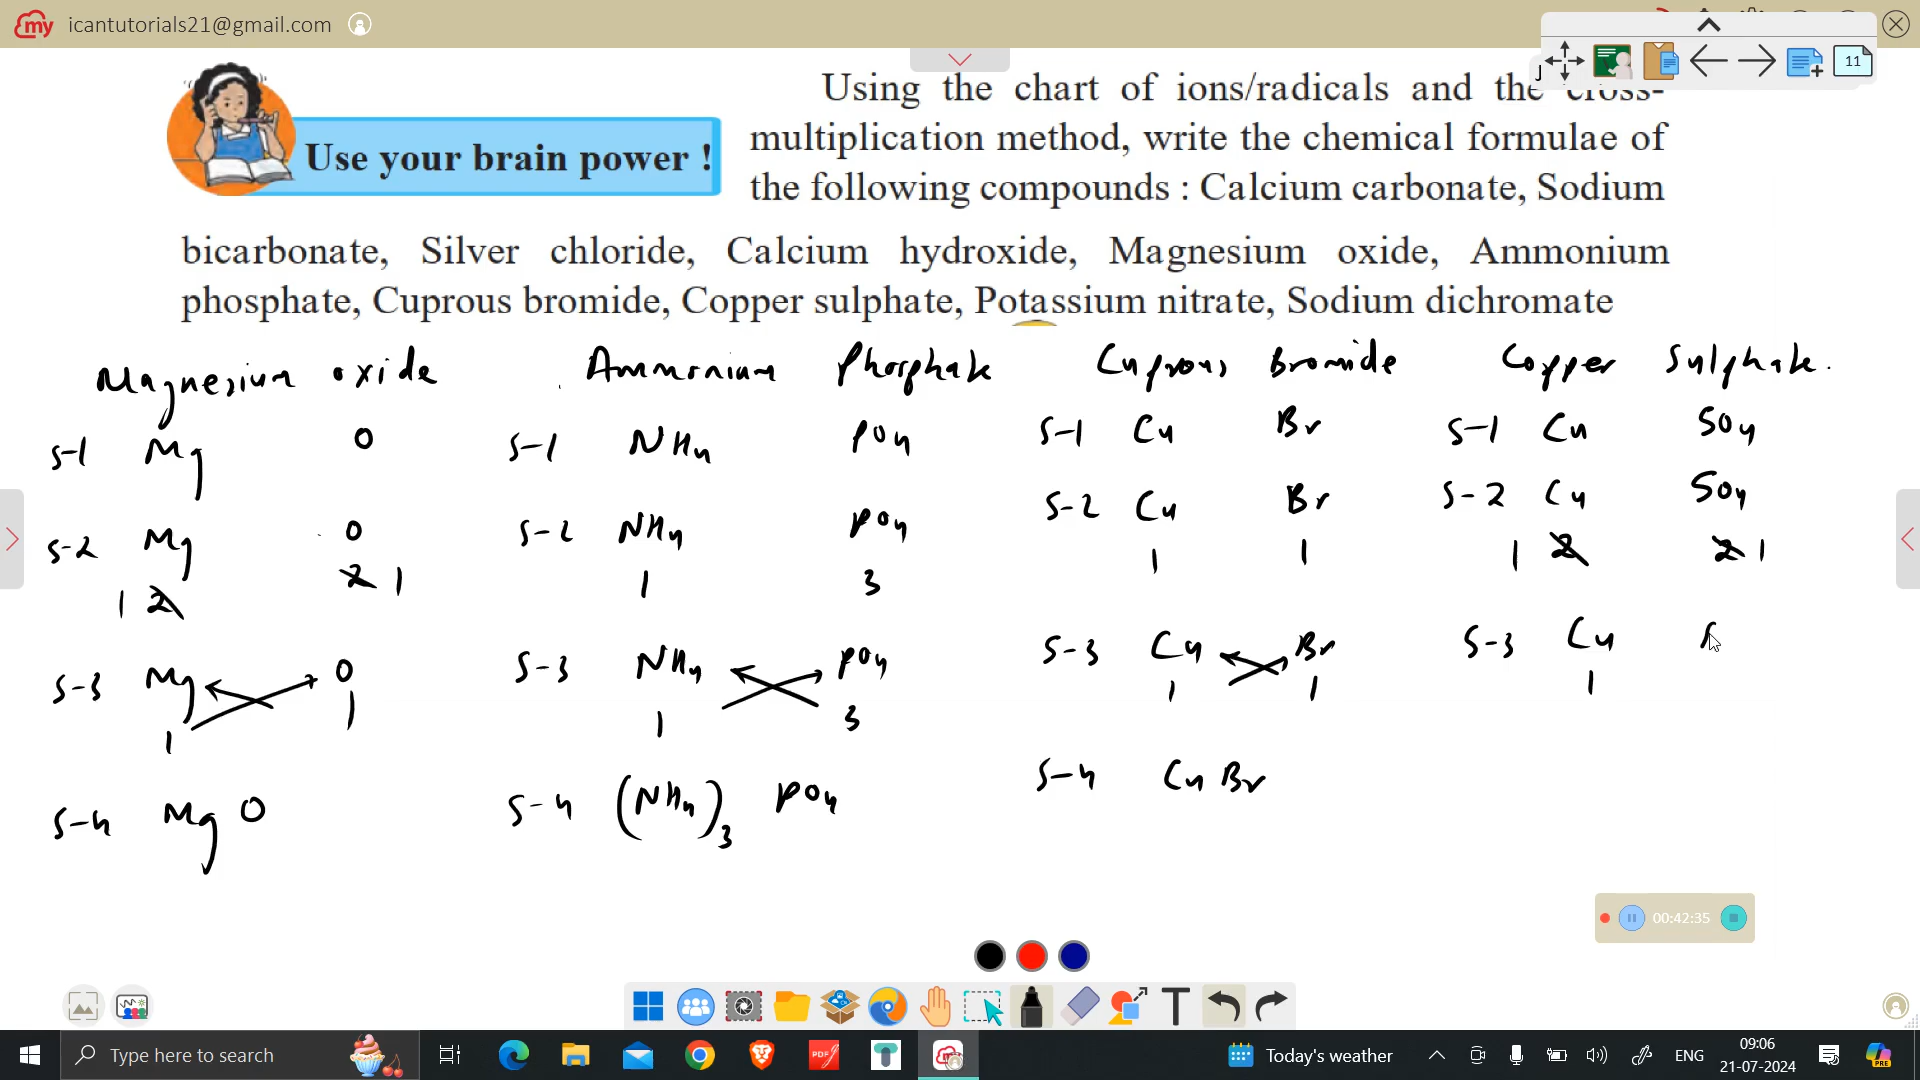 my icantutorials21@gmail.com
11
Using the chart of ions/radicals and the cross-
Use your brain power !
multiplication method, write the chemical formulae of
the following compounds : Calcium carbonate, Sodium
bicarbonate, Silver chloride, Calcium hydroxide, Magnesium oxide, Ammonium
phosphate, Cuprous bromide, Copper sulphate, Potassium nitrate, Sodium dichromate
Magnesium oxide Ammonium Phosphate Cuprous Bromide Copper Sulphate.
S-1 Mg O S-1 NH4 PO4 S-1 Cu Br S-1 Cu SO4
S-2 Mg O S-2 NH4 PO4 S-2 Cu Br S-2 Cu SO4
1 2 2 1 1 3 1 1 1 2 2 1
S-3 Mg O S-3 NH4 PO4 S-3 Cu Br S-3 Cu S
1 1 1 3 1 1 1
S-4 Mg O S-4 (NH4)3 PO4 S-4 Cu Br
00:42:35
Type here to search
PDF
T
Today's weather
ENG
09:06
21-07-2024
PRE